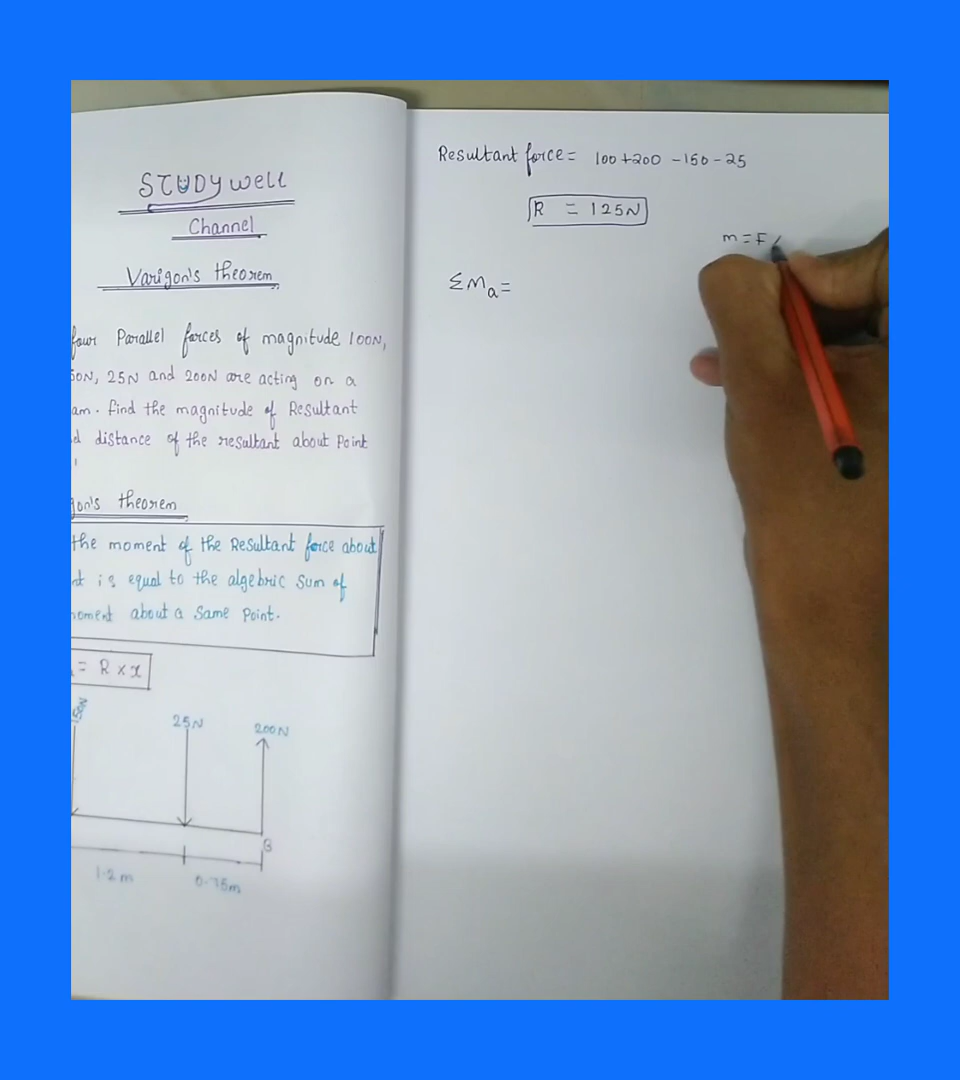 STUDY well
Channel
Varigon's theorem
four Parallel forces of magnitude 100N,
50N, 25N and 200N are acting on a
am. find the magnitude of Resultant
d distance of the resultant about Point
gon's theorem
the moment of the Resultant force about
nt is equal to the algebric sum of
moment about a Same Point.
= R × x
150N
25N
200N
B
1.2 m
0.75m
Resultant force = 100 +200 -150 -25
R = 125N
m = F
ΣMa =